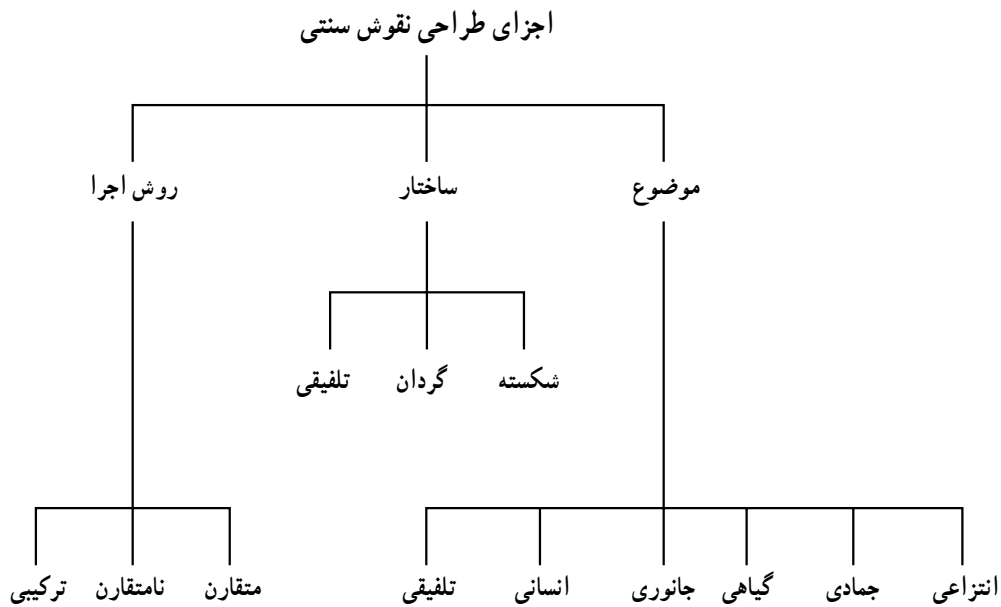 اجزای طراحی نقوش سنتی
موضوع ساختار روش اجرا
شکسته گردان تلفیقی
انتزاعی جمادی گیاهی جانوری انسانی تلفیقی متقارن نامتقارن ترکیبی